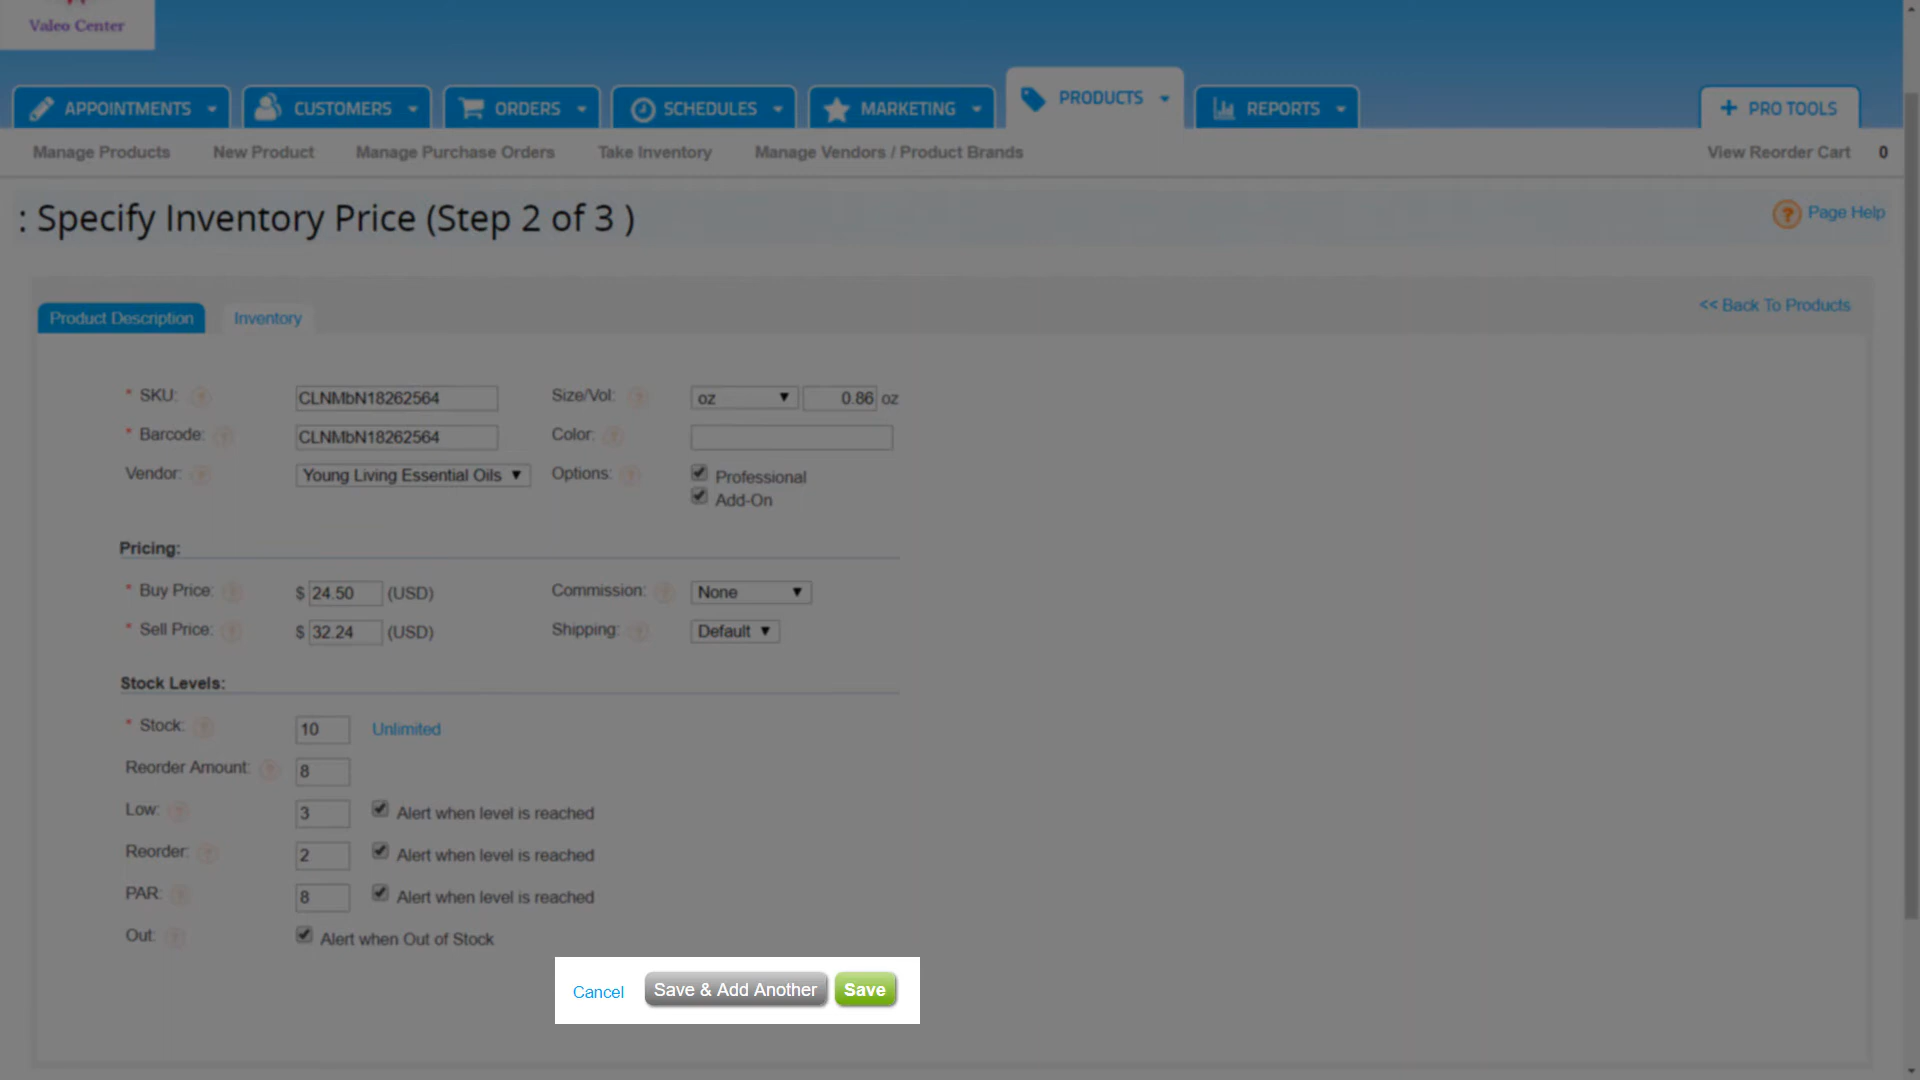 Valeo Center
APPOINTMENTS CUSTOMERS ORDERS SCHEDULES MARKETING PRODUCTS REPORTS + PRO TOOLS
Manage Products New Product Manage Purchase Orders Take Inventory Manage Vendors / Product Brands View Reorder Cart 0
: Specify Inventory Price (Step 2 of 3 ) ? Page Help
Product Description Inventory << Back To Products
* SKU: ? CLNMbN18262564 Size/Vol: ? oz 0.86 oz
* Barcode: ? CLNMbN18262564 Color: ?
Vendor: ? Young Living Essential Oils Options: ? Professional
Add-On
Pricing:
* Buy Price: ? $ 24.50 (USD) Commission: ? None
* Sell Price: ? $ 32.24 (USD) Shipping: ? Default
Stock Levels:
* Stock: ? 10 Unlimited
Reorder Amount: ? 8
Low: ? 3 Alert when level is reached
Reorder: ? 2 Alert when level is reached
PAR: ? 8 Alert when level is reached
Out: ? Alert when Out of Stock
Cancel Save & Add Another Save